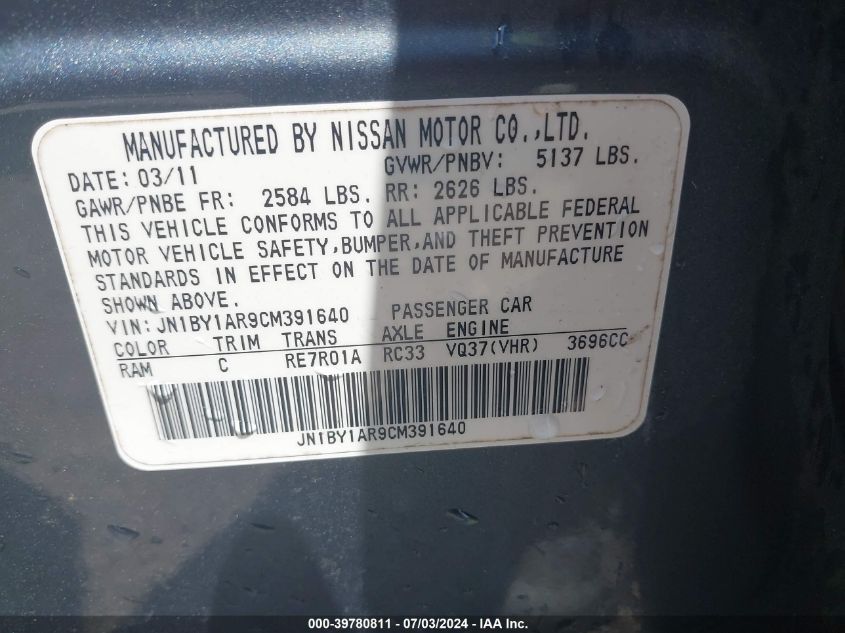 MANUFACTURED BY NISSAN MOTOR CO.,LTD.
DATE: 03/11 GVWR/PNBV: 5137 LBS.
GAWR/PNBE FR: 2584 LBS. RR: 2626 LBS.
THIS VEHICLE CONFORMS TO ALL APPLICABLE FEDERAL
MOTOR VEHICLE SAFETY,BUMPER,AND THEFT PREVENTION
STANDARDS IN EFFECT ON THE DATE OF MANUFACTURE
SHOWN ABOVE.
VIN: JN1BY1AR9CM391640 PASSENGER CAR
COLOR TRIM TRANS AXLE ENGINE
RAM C RE7R01A RC33 VQ37(VHR) 3696CC
JN1BY1AR9CM391640
000-39780811 - 07/03/2024 - IAA Inc.